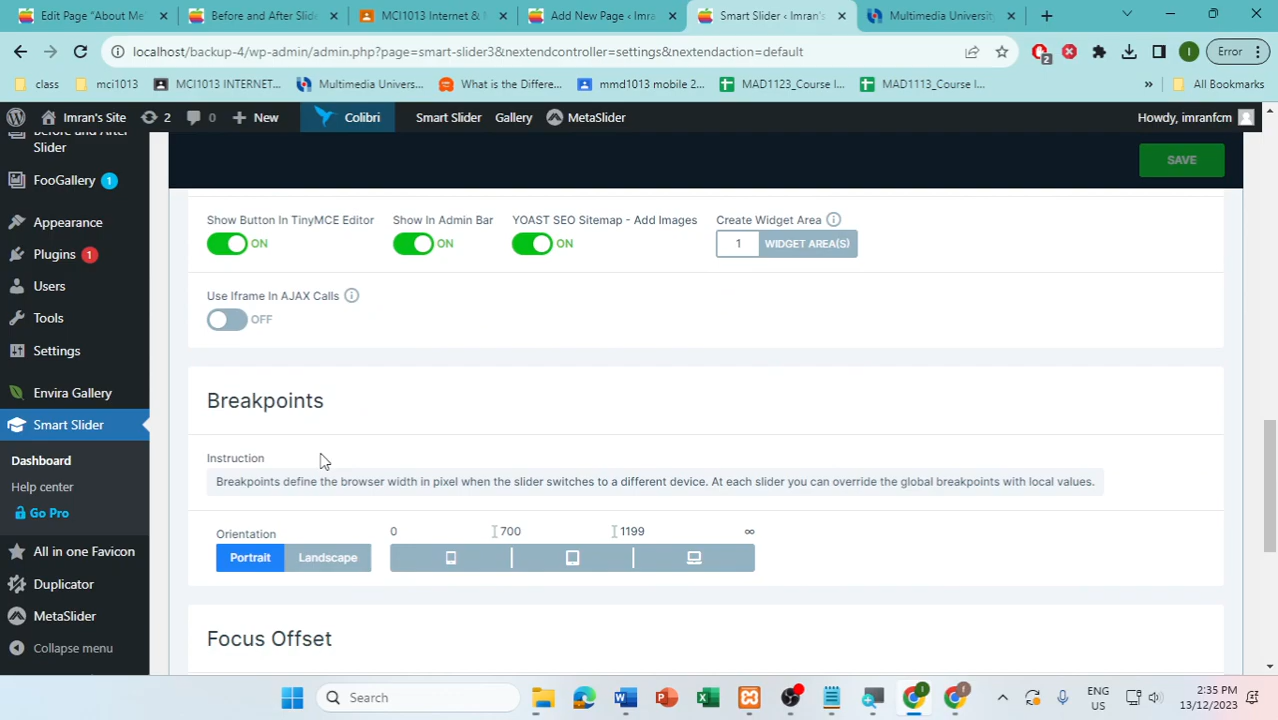 Edit Page "About Me"
Before and After Slide
MCI1013 Internet & M
Add New Page ‹ Imran
Smart Slider ‹ Imran's
Multimedia University
localhost/backup-4/wp-admin/admin.php?page=smart-slider3&nextendcontroller=settings&nextendaction=default
2
I
Error
class
mci1013
MCI1013 INTERNET...
Multimedia Univers...
What is the Differe...
mmd1013 mobile 2...
MAD1123_Course I...
MAD1113_Course I...
»
All Bookmarks
Imran's Site
2
0
New
Colibri
Smart Slider
Gallery
MetaSlider
Howdy, imranfcm
Before and After
Slider
FooGallery 1
Appearance
Plugins 1
Users
Tools
Settings
Envira Gallery
Smart Slider
Dashboard
Help center
Go Pro
All in one Favicon
Duplicator
MetaSlider
Collapse menu
SAVE
Show Button In TinyMCE Editor
Show In Admin Bar
YOAST SEO Sitemap - Add Images
Create Widget Area
ON
ON
ON
1 WIDGET AREA(S)
Use Iframe In AJAX Calls
OFF
Breakpoints
Instruction
Breakpoints define the browser width in pixel when the slider switches to a different device. At each slider you can override the global breakpoints with local values.
Orientation
0
700
1199
∞
Portrait
Landscape
Focus Offset
Search
ENG
US
2:35 PM
13/12/2023